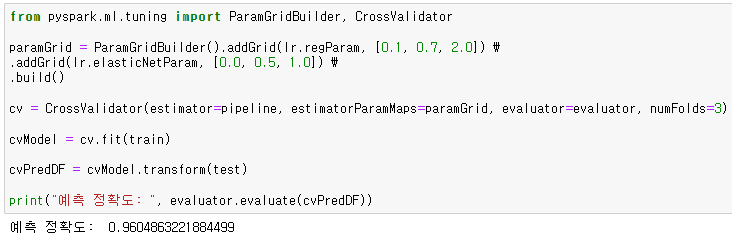 from pyspark.ml.tuning import ParamGridBuilder, CrossValidator
paramGrid = ParamGridBuilder().addGrid(lr.regParam, [0.1, 0.7, 2.0]) ₩
.addGrid(lr.elasticNetParam, [0.0, 0.5, 1.0]) ₩
.build()
cv = CrossValidator(estimator=pipeline, estimatorParamMaps=paramGrid, evaluator=evaluator, numFolds=3)
cvModel = cv.fit(train)
cvPredDF = cvModel.transform(test)
print("예측 정확도: ", evaluator.evaluate(cvPredDF))
예측 정확도:  0.9604863221884499